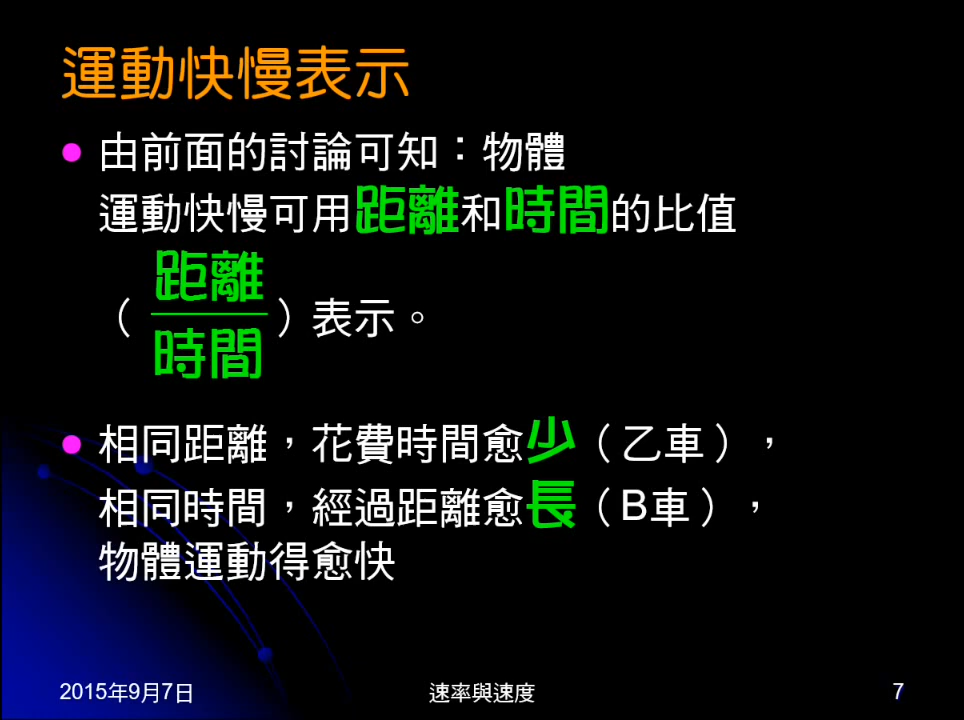 運動快慢表示
由前面的討論可知：物體
運動快慢可用距離和時間的比值
距離
（ ）表示。
時間
相同距離，花費時間愈少（乙車），
相同時間，經過距離愈長（B車），
物體運動得愈快
2015年9月7日 速率與速度 7